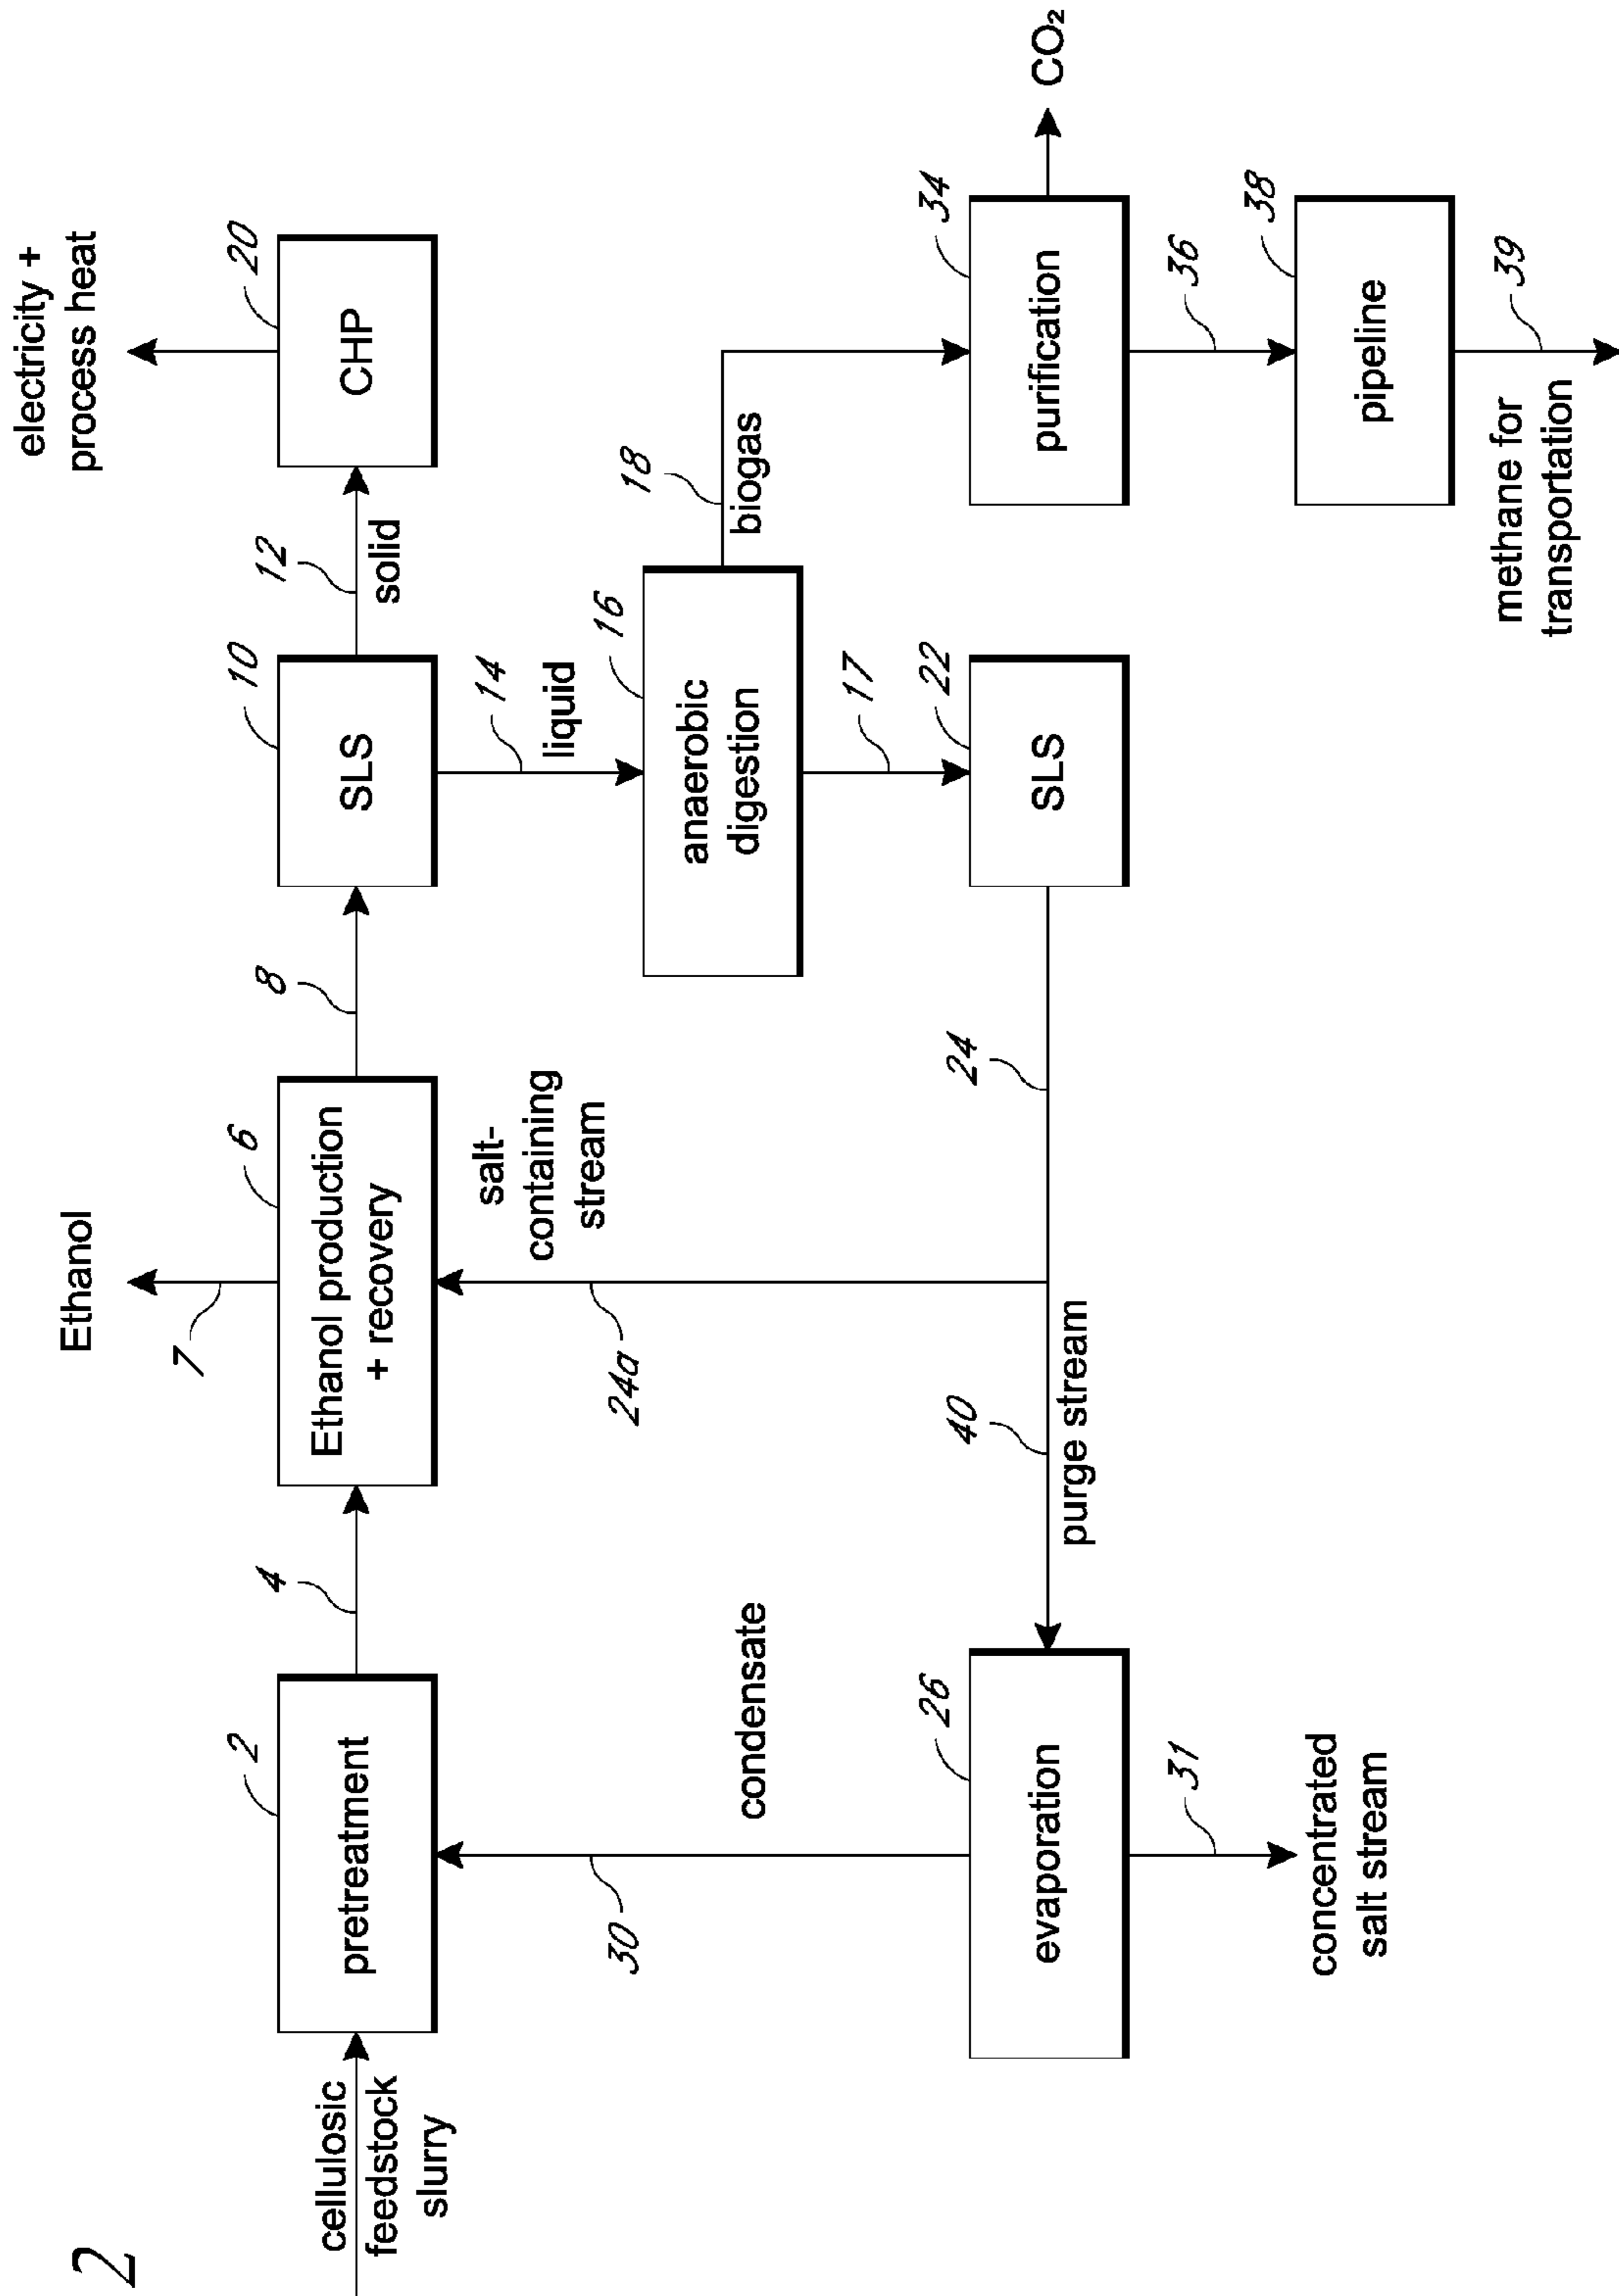 2
cellulosic
feedstock
slurry
pretreatment
2
4
Ethanol
7
Ethanol production
+ recovery
6
8
SLS
10
12
solid
electricity +
process heat
CHP
20
14
liquid
anaerobic
digestion
16
18
biogas
17
SLS
22
24
salt-
containing
stream
24a
40
purge stream
condensate
30
evaporation
26
31
concentrated
salt stream
purification
34
CO₂
36
pipeline
38
39
methane for
transportation